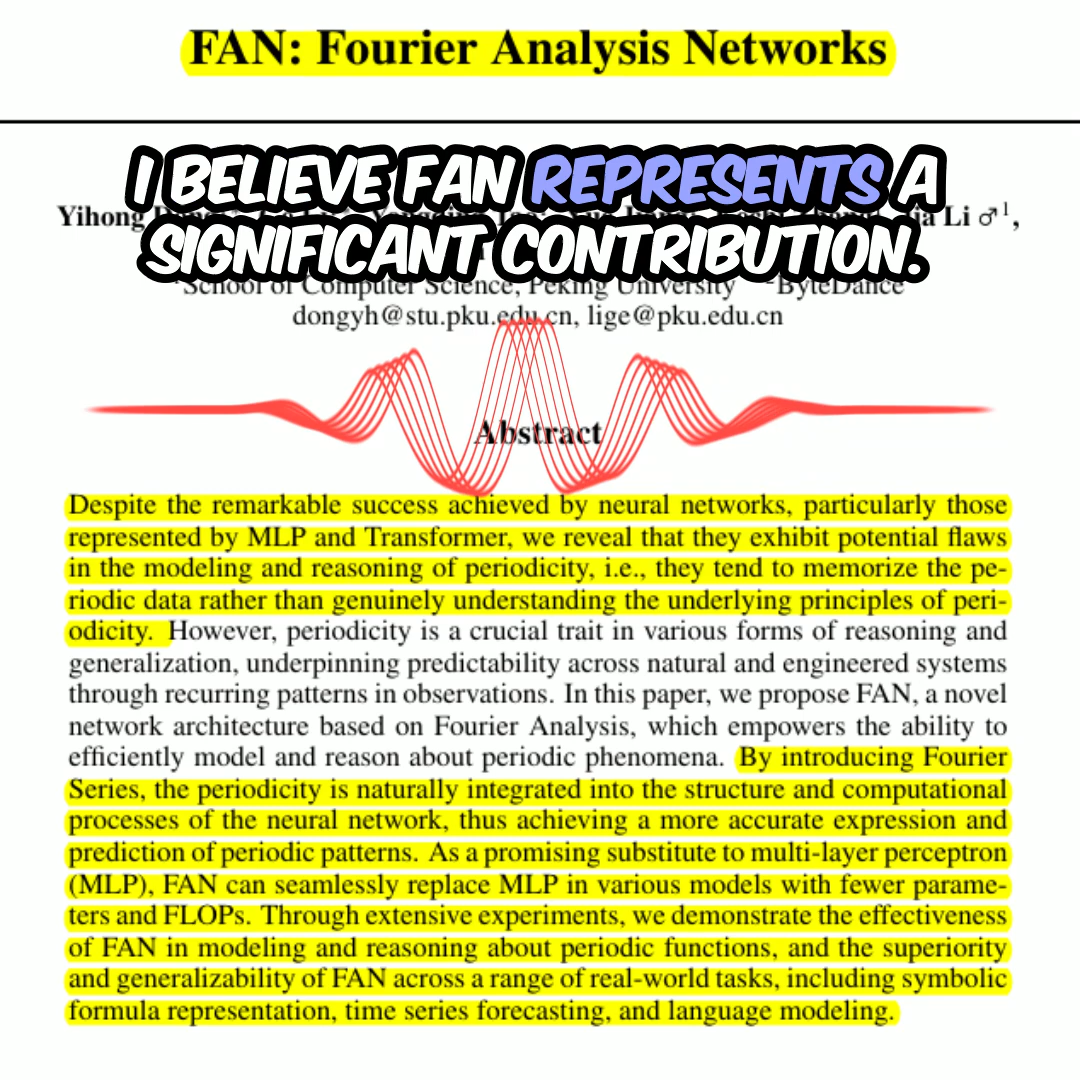 FAN: Fourier Analysis Networks
I BELIEVE FAN REPRESENTS A
SIGNIFICANT CONTRIBUTION.
Yihong Jia Li ♂¹,
School of Computer Science, Peking University ByteDance
dongyh@stu.pku.edu.cn, lige@pku.edu.cn
Abstract
Despite the remarkable success achieved by neural networks, particularly those
represented by MLP and Transformer, we reveal that they exhibit potential flaws
in the modeling and reasoning of periodicity, i.e., they tend to memorize the pe-
riodic data rather than genuinely understanding the underlying principles of peri-
odicity. However, periodicity is a crucial trait in various forms of reasoning and
generalization, underpinning predictability across natural and engineered systems
through recurring patterns in observations. In this paper, we propose FAN, a novel
network architecture based on Fourier Analysis, which empowers the ability to
efficiently model and reason about periodic phenomena. By introducing Fourier
Series, the periodicity is naturally integrated into the structure and computational
processes of the neural network, thus achieving a more accurate expression and
prediction of periodic patterns. As a promising substitute to multi-layer perceptron
(MLP), FAN can seamlessly replace MLP in various models with fewer parame-
ters and FLOPs. Through extensive experiments, we demonstrate the effectiveness
of FAN in modeling and reasoning about periodic functions, and the superiority
and generalizability of FAN across a range of real-world tasks, including symbolic
formula representation, time series forecasting, and language modeling.